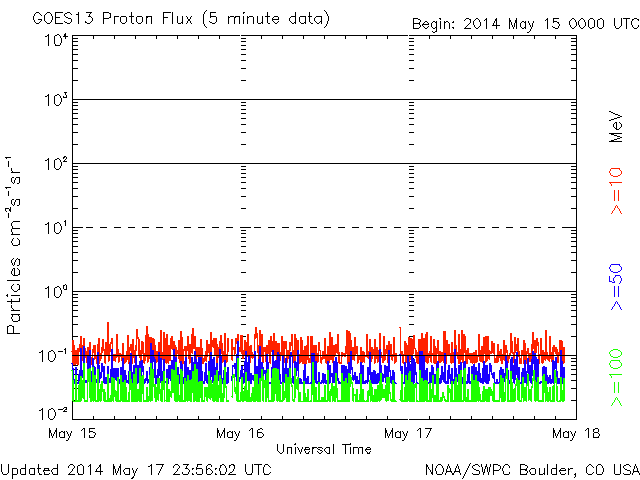 GOES13 Proton Flux (5 minute data)
Begin: 2014 May 15 0000 UTC
10⁴
10³
10²
10¹
10⁰
10⁻¹
10⁻²
Particles cm⁻²s⁻¹sr⁻¹
MeV
>=10
>=50
>=100
May 15 May 16 May 17 May 18
Universal Time
Updated 2014 May 17 23:56:02 UTC
NOAA/SWPC Boulder, CO USA